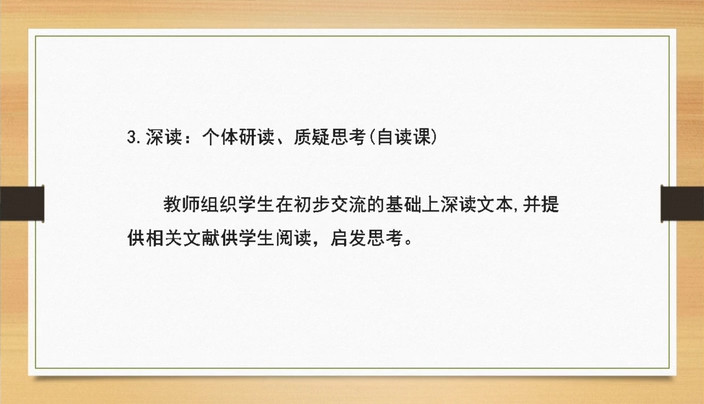 3.深读：个体研读、质疑思考(自读课)
教师组织学生在初步交流的基础上深读文本,并提
供相关文献供学生阅读，启发思考。